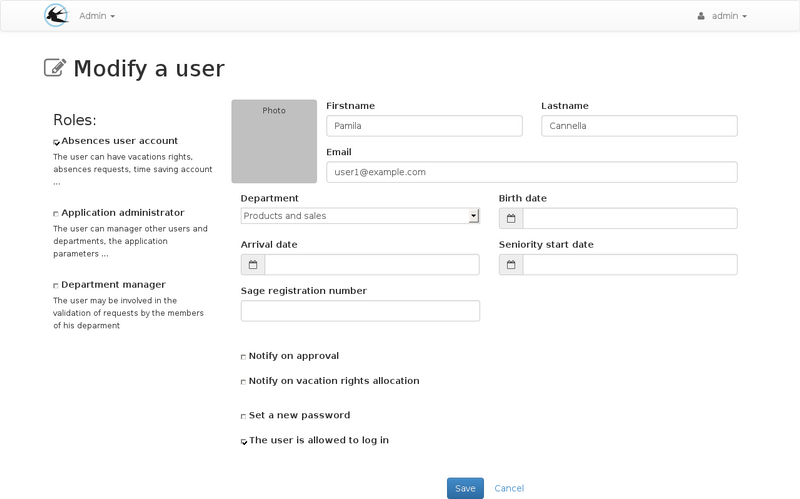 Admin
admin
Modify a user
Roles:
Absences user account
The user can have vacations rights,
absences requests, time saving account
...
Application administrator
The user can manager other users and
departments, the application
parameters ...
Department manager
The user may be involved in the
validation of requests by the members
of his deparment
Photo
Firstname
Pamila
Lastname
Cannella
Email
user1@example.com
Department
Products and sales
Birth date
Arrival date
Seniority start date
Sage registration number
Notify on approval
Notify on vacation rights allocation
Set a new password
The user is allowed to log in
Save
Cancel